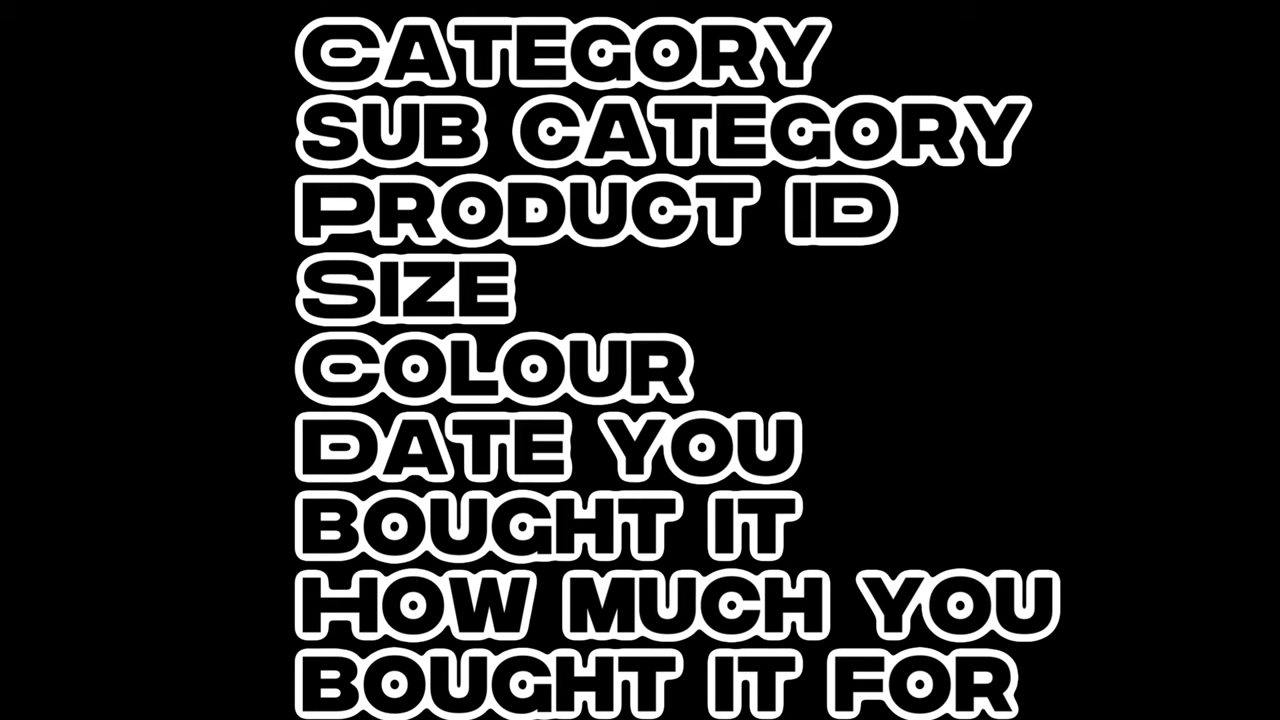 Category
sub category
Product ID
Size
Colour
Date you
bought it
How much you
bought it for